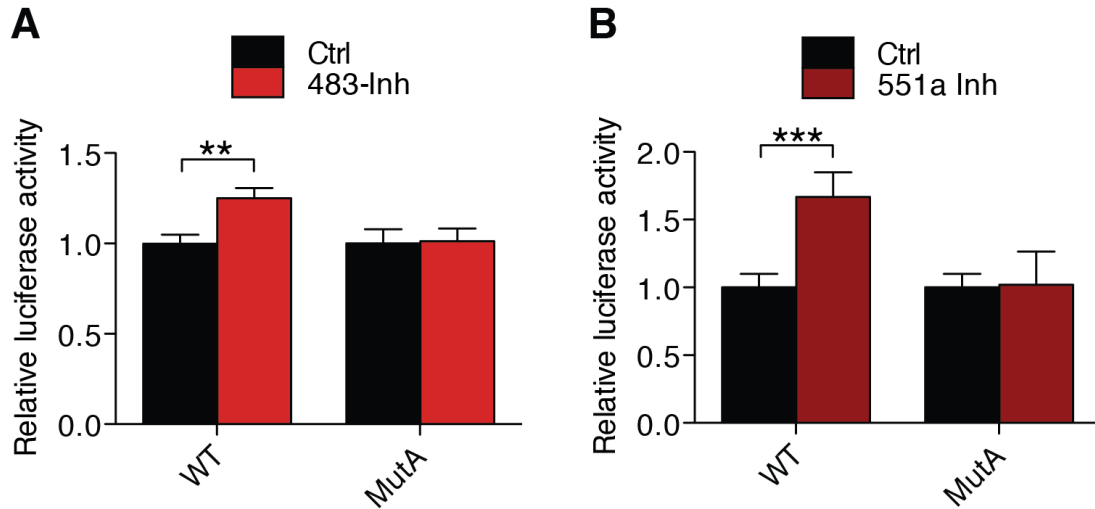 A
Ctrl
483-Inh
Relative luciferase activity
1.5
1.0
0.5
0.0
**
WT
MutA
B
Ctrl
551a Inh
Relative luciferase activity
2.0
1.5
1.0
0.5
0.0
***
WT
MutA